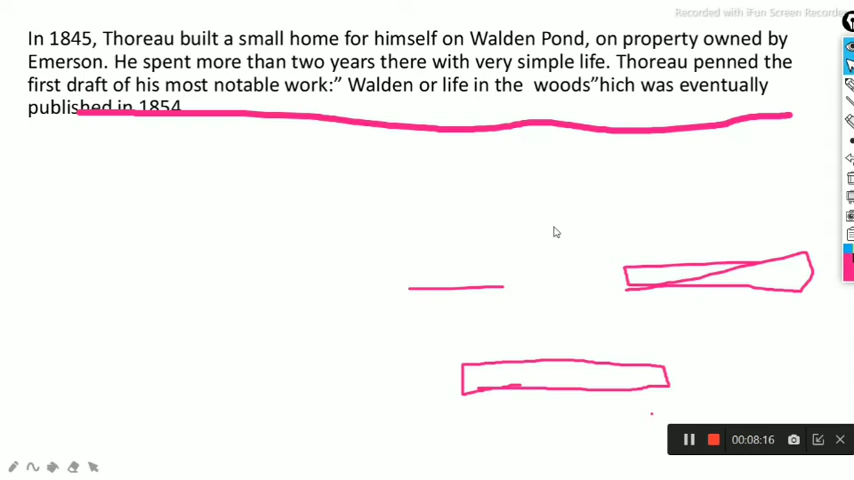 Recorded with iFun Screen Recorder
In 1845, Thoreau built a small home for himself on Walden Pond, on property owned by
Emerson. He spent more than two years there with very simple life. Thoreau penned the
first draft of his most notable work:” Walden or life in the woods”hich was eventually
published in 1854
00:08:16